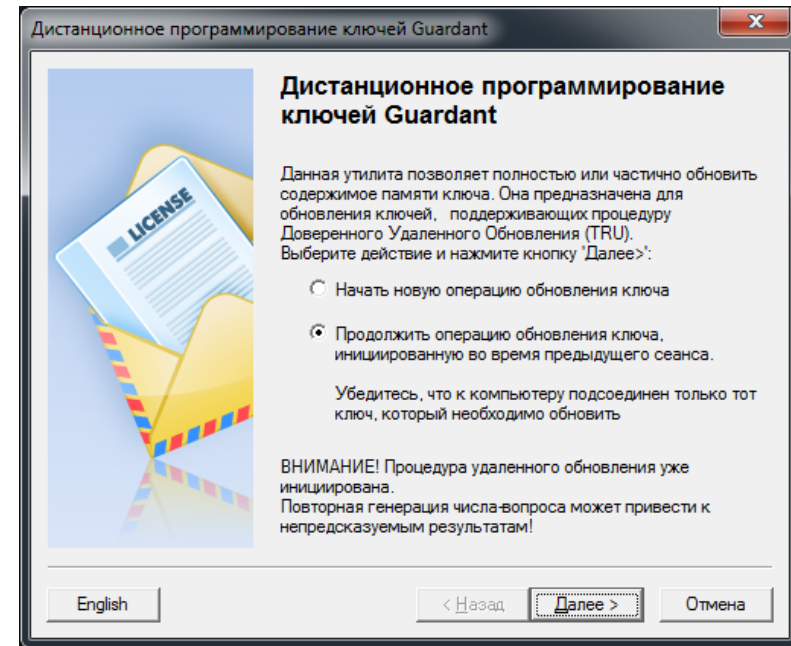 Дистанционное программирование ключей Guardant
Дистанционное программирование
ключей Guardant
LICENSE
Данная утилита позволяет полностью или частично обновить
содержимое памяти ключа. Она предназначена для
обновления ключей, поддерживающих процедуру
Доверенного Удаленного Обновления (TRU).
Выберите действие и нажмите кнопку 'Далее>':
Начать новую операцию обновления ключа
Продолжить операцию обновления ключа,
инициированную во время предыдущего сеанса.
Убедитесь, что к компьютеру подсоединен только тот
ключ, который необходимо обновить
ВНИМАНИЕ! Процедура удаленного обновления уже
инициирована.
Повторная генерация числа-вопроса может привести к
непредсказуемым результатам!
English
< Назад
Далее >
Отмена